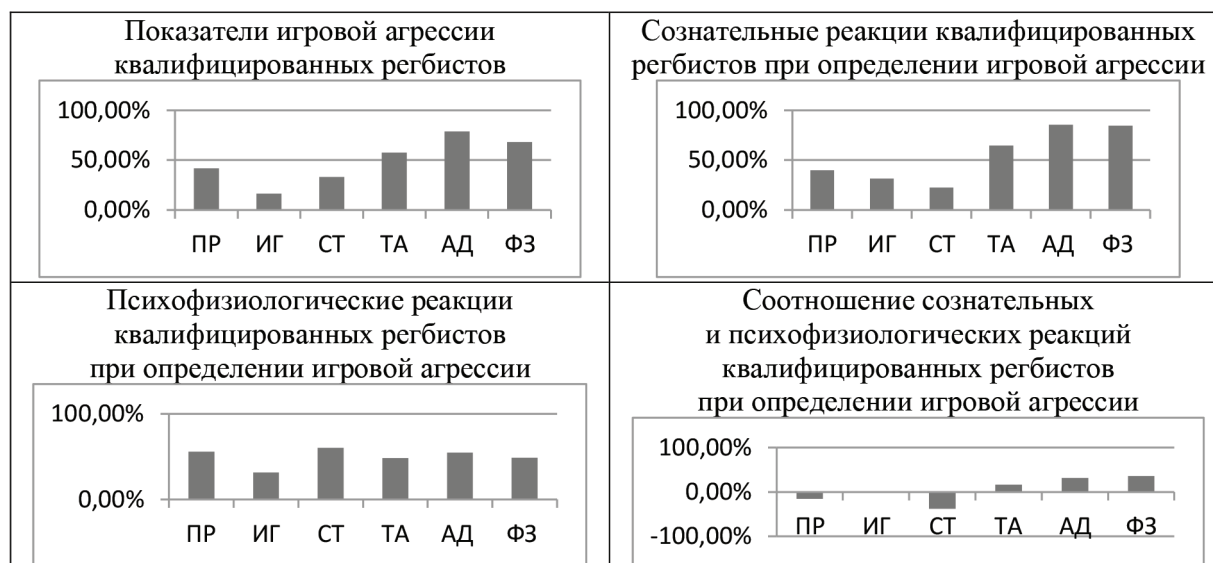 Показатели игровой агрессии
квалифицированных регбистов
100,00%
50,00%
0,00%
ПР ИГ СТ ТА АД ФЗ
Сознательные реакции квалифицированных
регбистов при определении игровой агрессии
100,00%
50,00%
0,00%
ПР ИГ СТ ТА АД ФЗ
Психофизиологические реакции
квалифицированных регбистов
при определении игровой агрессии
100,00%
0,00%
ПР ИГ СТ ТА АД ФЗ
Соотношение сознательных
и психофизиологических реакций
квалифицированных регбистов
при определении игровой агрессии
100,00%
0,00%
-100,00%
ПР ИГ СТ ТА АД ФЗ